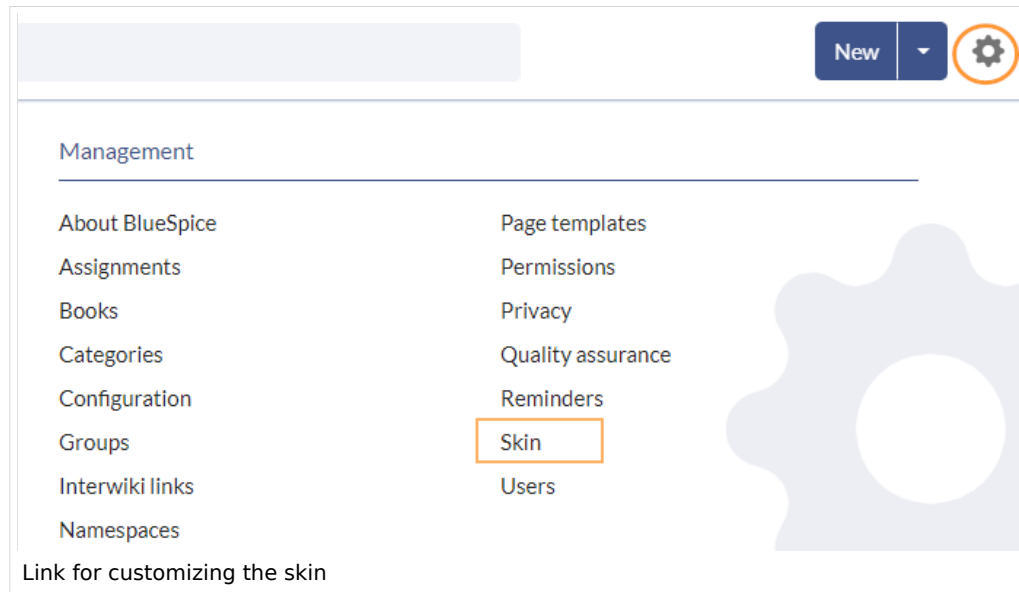 New
Management
About BlueSpice
Assignments
Books
Categories
Configuration
Groups
Interwiki links
Namespaces
Page templates
Permissions
Privacy
Quality assurance
Reminders
Skin
Users
Link for customizing the skin